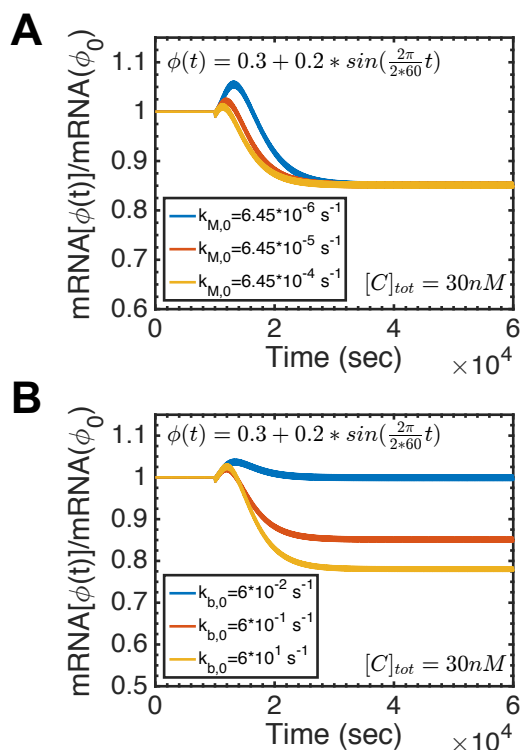 A
ϕ(t) = 0.3 + 0.2 * sin(2π/2*60 t)
mRNA[ϕ(t)]/mRNA(ϕ0)
1.1
1
0.9
0.8
0.7
0.6
kM,0=6.45*10^-6 s^-1
kM,0=6.45*10^-5 s^-1
kM,0=6.45*10^-4 s^-1
[C]tot = 30nM
0 2 4 6
Time (sec) ×10^4
B
ϕ(t) = 0.3 + 0.2 * sin(2π/2*60 t)
mRNA[ϕ(t)]/mRNA(ϕ0)
1.1
1
0.9
0.8
0.7
0.6
0.5
kb,0=6*10^-2 s^-1
kb,0=6*10^-1 s^-1
kb,0=6*10^1 s^-1
[C]tot = 30nM
0 2 4 6
Time (sec) ×10^4